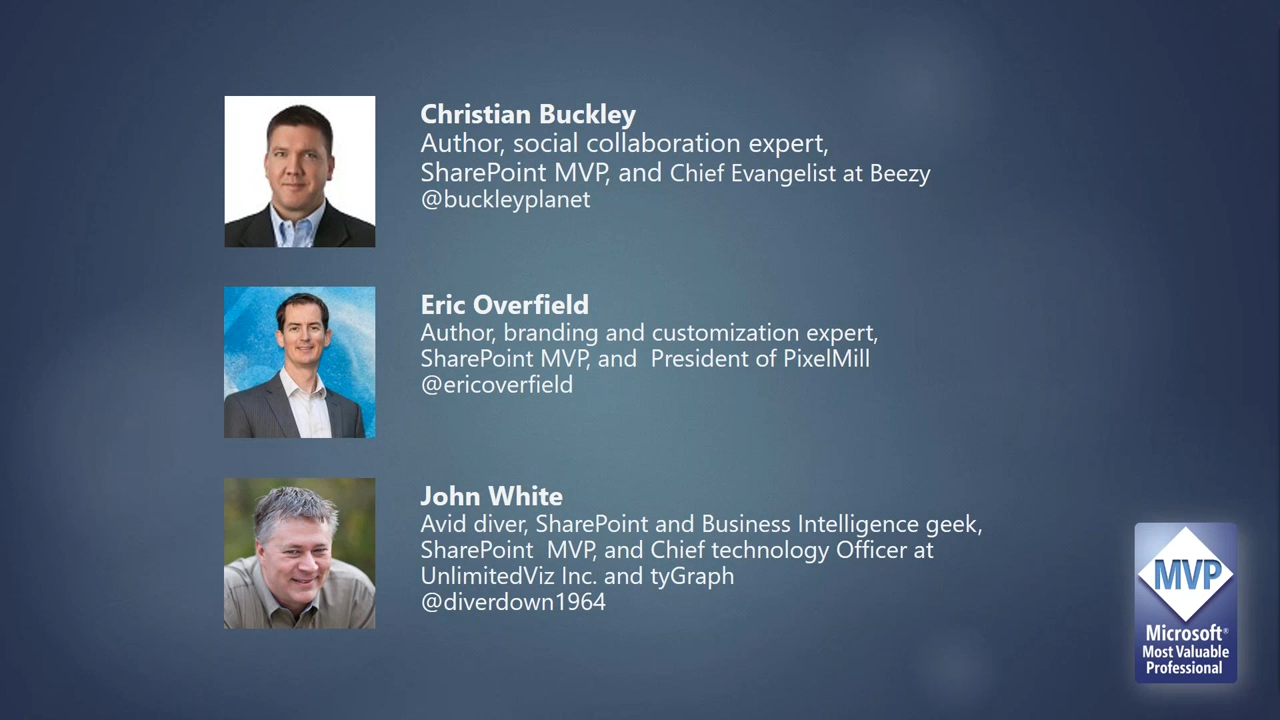 Christian Buckley
Author, social collaboration expert,
SharePoint MVP, and Chief Evangelist at Beezy
@buckleyplanet
Eric Overfield
Author, branding and customization expert,
SharePoint MVP, and  President of PixelMill
@ericoverfield
John White
Avid diver, SharePoint and Business Intelligence geek,
SharePoint  MVP, and Chief technology Officer at
UnlimitedViz Inc. and tyGraph
@diverdown1964
MVP
Microsoft®
Most Valuable
Professional